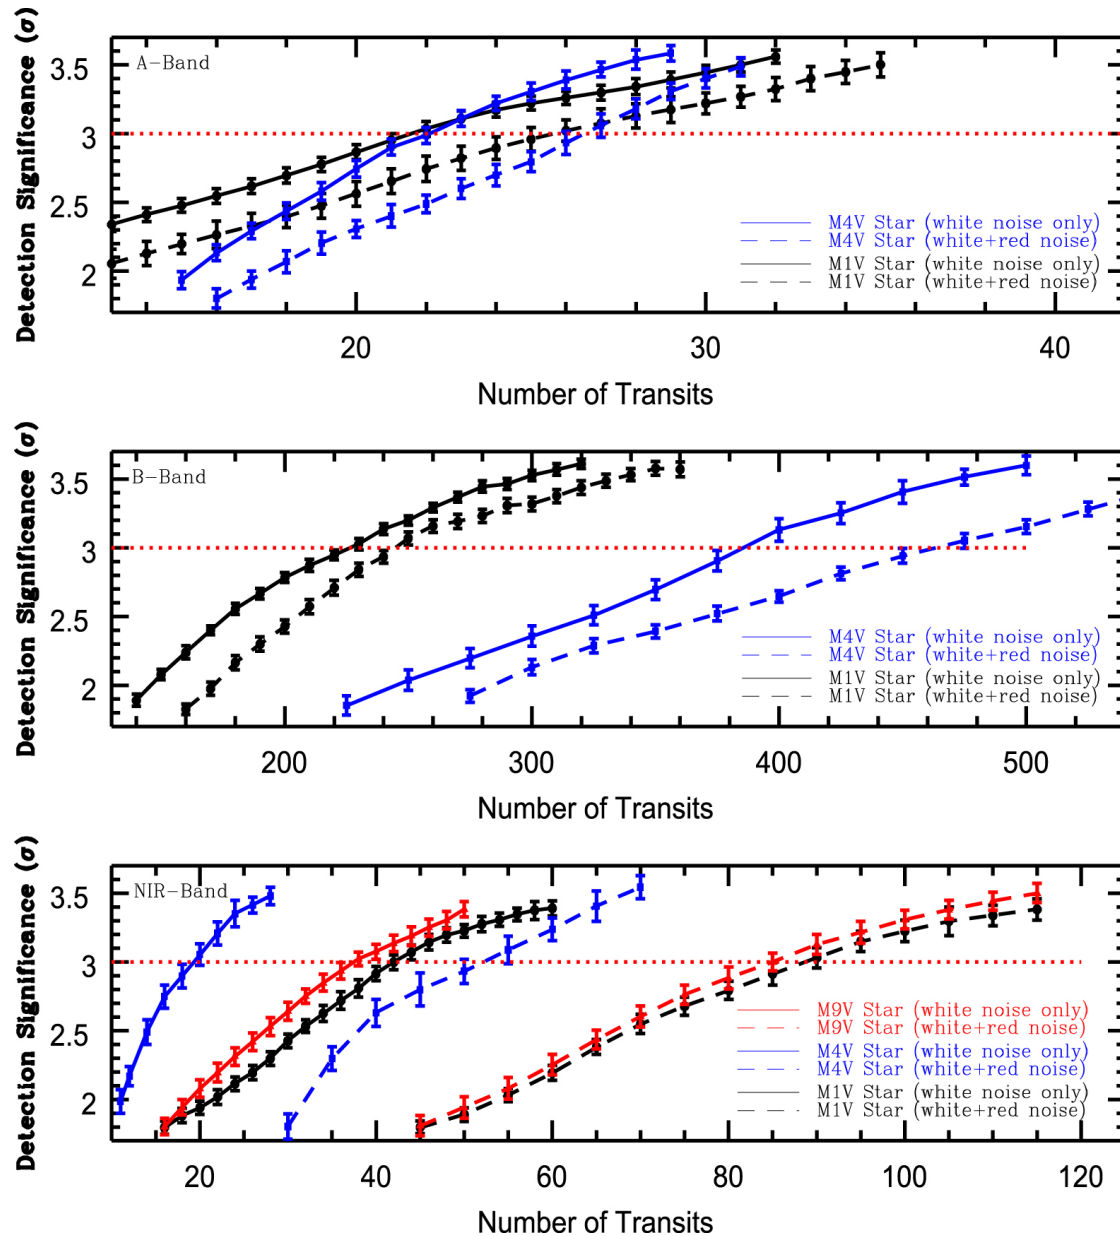 Detection Significance (σ)
3.5
3
2.5
2
A-Band
M4V Star (white noise only)
M4V Star (white+red noise)
M1V Star (white noise only)
M1V Star (white+red noise)
20
30
40
Number of Transits
Detection Significance (σ)
3.5
3
2.5
2
B-Band
M4V Star (white noise only)
M4V Star (white+red noise)
M1V Star (white noise only)
M1V Star (white+red noise)
200
300
400
500
Number of Transits
Detection Significance (σ)
3.5
3
2.5
2
NIR-Band
M9V Star (white noise only)
M9V Star (white+red noise)
M4V Star (white noise only)
M4V Star (white+red noise)
M1V Star (white noise only)
M1V Star (white+red noise)
20
40
60
80
100
120
Number of Transits